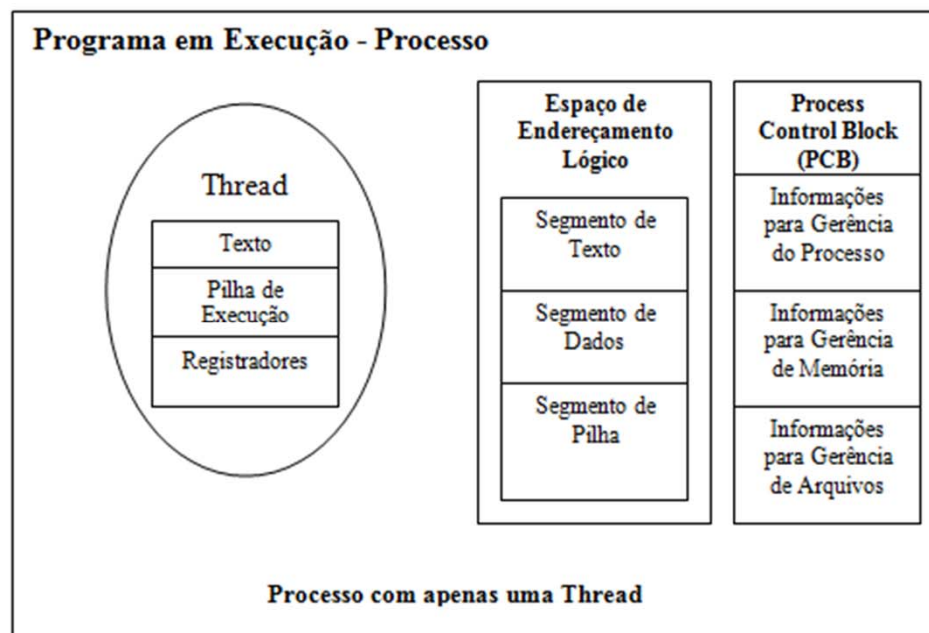 Programa em Execução - Processo
Thread
Texto
Pilha de
Execução
Registradores
Espaço de
Endereçamento
Lógico
Segmento de
Texto
Segmento de
Dados
Segmento de
Pilha
Process
Control Block
(PCB)
Informações
para Gerência
do Processo
Informações
para Gerência
de Memória
Informações
para Gerência
de Arquivos
Processo com apenas uma Thread